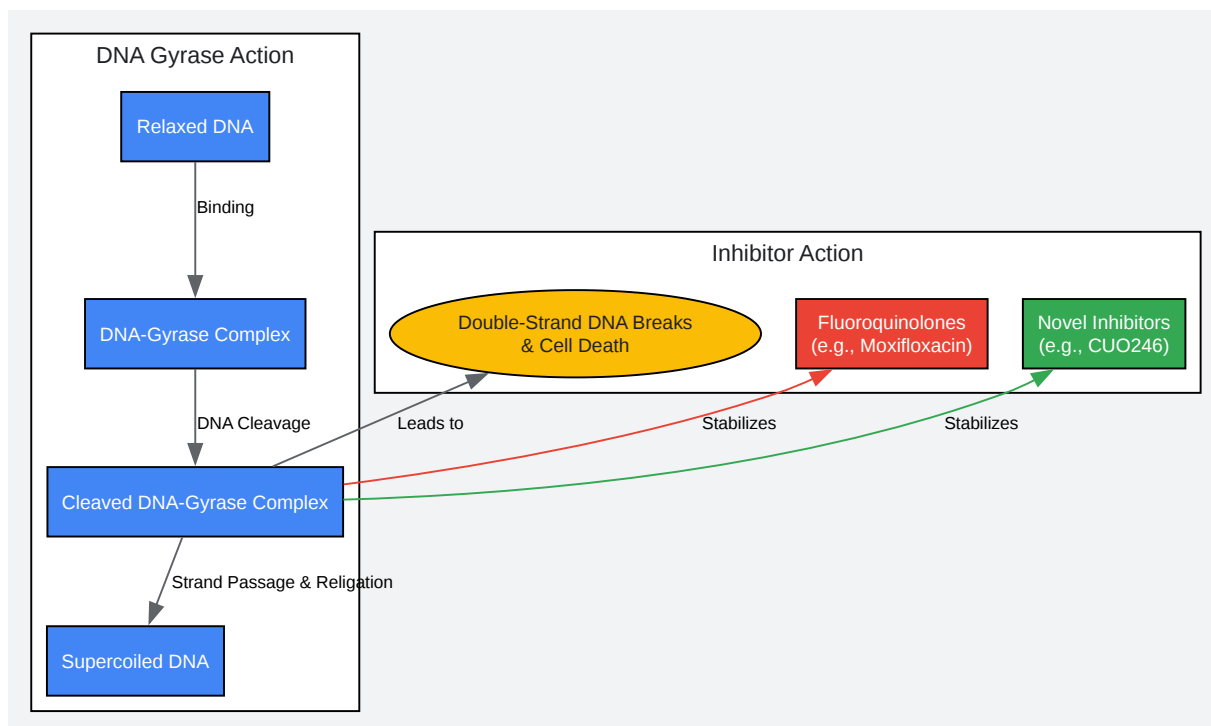 DNA Gyrase Action
Relaxed DNA
Binding
Inhibitor Action
Double-Strand DNA Breaks
& Cell Death
Fluoroquinolones
(e.g., Moxifloxacin)
Novel Inhibitors
(e.g., CUO246)
DNA-Gyrase Complex
DNA Cleavage
Leads to
Stabilizes
Stabilizes
Cleaved DNA-Gyrase Complex
Strand Passage & Religation
Supercoiled DNA